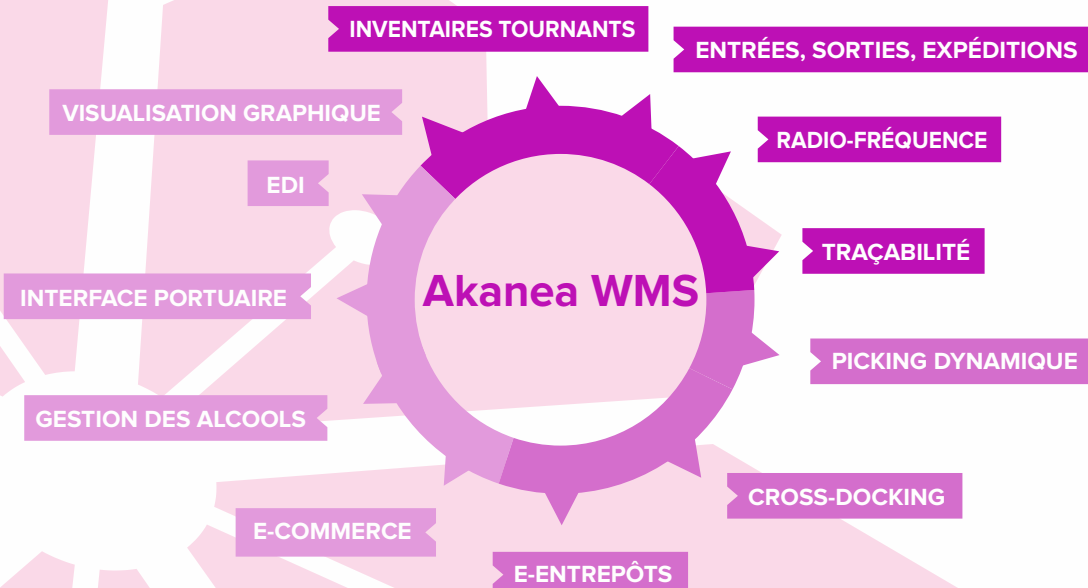 INVENTAIRES TOURNANTS
ENTRÉES, SORTIES, EXPÉDITIONS
VISUALISATION GRAPHIQUE
RADIO-FRÉQUENCE
EDI
TRAÇABILITÉ
Akanea WMS
INTERFACE PORTUAIRE
PICKING DYNAMIQUE
GESTION DES ALCOOLS
CROSS-DOCKING
E-COMMERCE
E-ENTREPÔTS